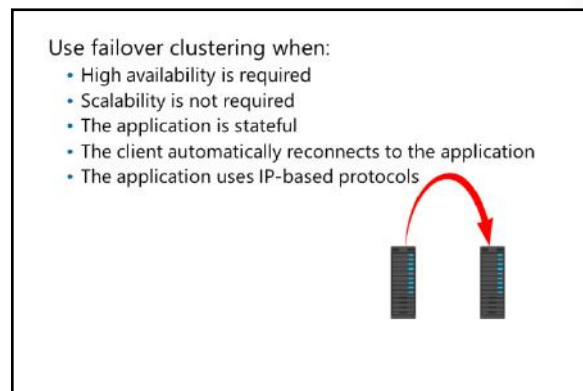 Use failover clustering when:
• High availability is required
• Scalability is not required
• The application is stateful
• The client automatically reconnects to the application
• The application uses IP-based protocols